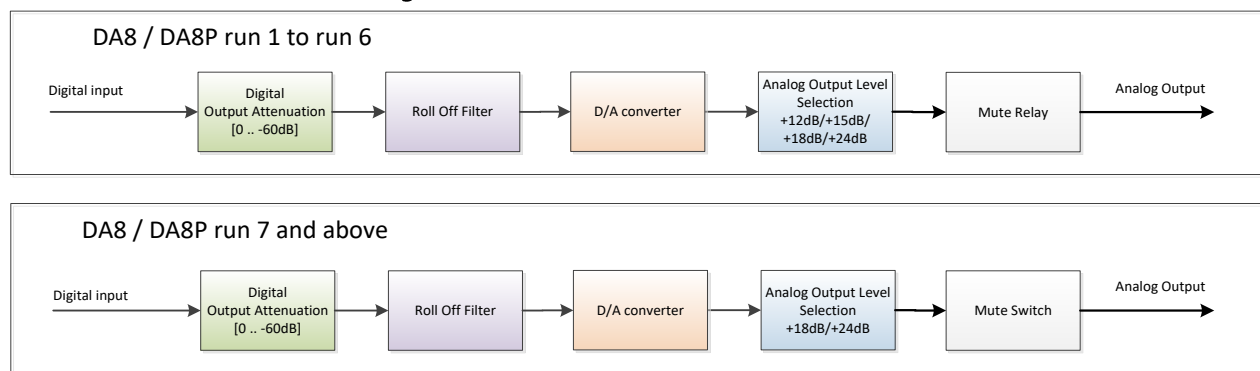 DA8 / DA8P run 1 to run 6
Digital input
Digital
Output Attenuation
[0 .. -60dB]
Roll Off Filter
D/A converter
Analog Output Level
Selection
+12dB/+15dB/
+18dB/+24dB
Mute Relay
Analog Output
DA8 / DA8P run 7 and above
Digital input
Digital
Output Attenuation
[0 .. -60dB]
Roll Off Filter
D/A converter
Analog Output Level
Selection
+18dB/+24dB
Mute Switch
Analog Output